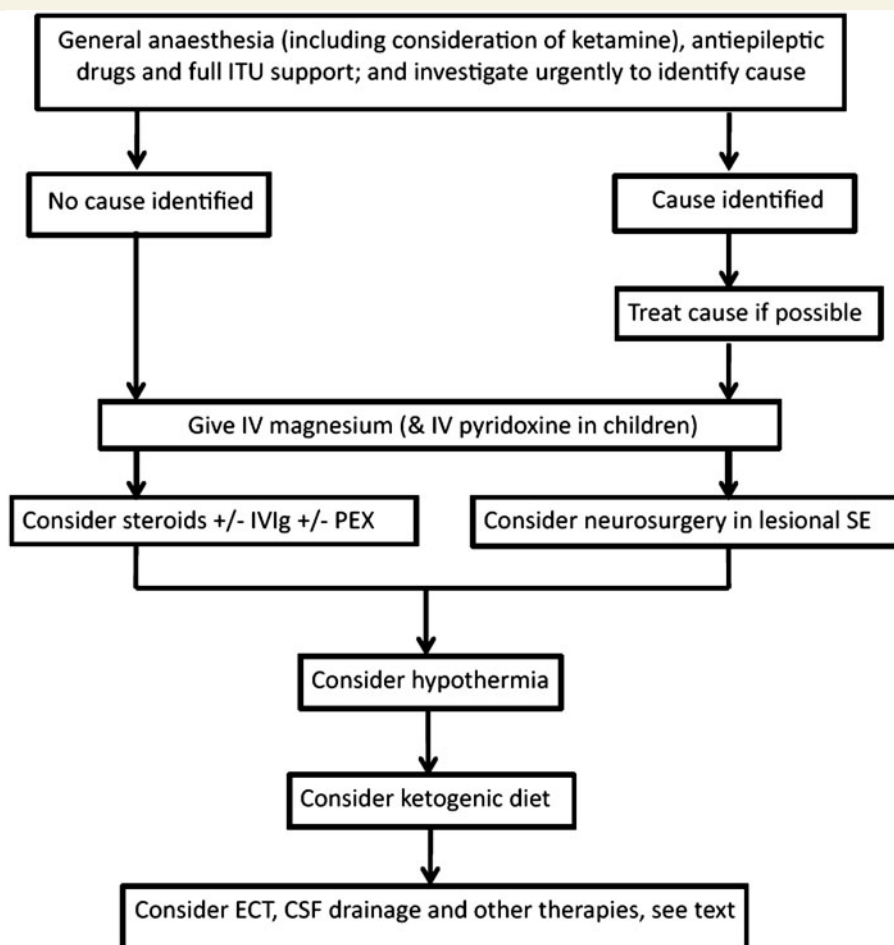 General anaesthesia (including consideration of ketamine), antiepileptic
drugs and full ITU support; and investigate urgently to identify cause
No cause identified
Cause identified
Treat cause if possible
Give IV magnesium (& IV pyridoxine in children)
Consider steroids +/- IVIg +/- PEX
Consider neurosurgery in lesional SE
Consider hypothermia
Consider ketogenic diet
Consider ECT, CSF drainage and other therapies, see text